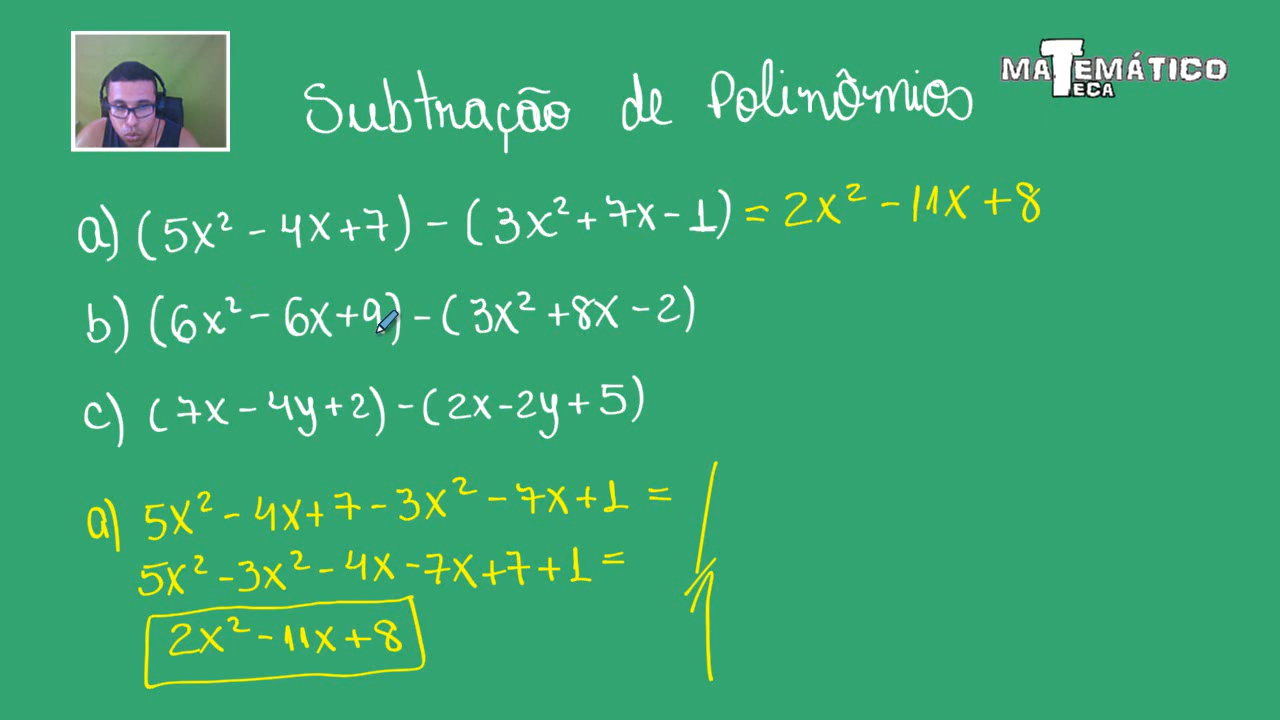 Subtração de Polinômios
MATEMÁTICO
TECA
a) (5x² - 4x + 7) - (3x² + 7x - 1) = 2x² - 11x + 8
b) (6x² - 6x + 9) - (3x² + 8x - 2)
c) (7x - 4y + 2) - (2x - 2y + 5)
a) 5x² - 4x + 7 - 3x² - 7x + 1 =
5x² - 3x² - 4x - 7x + 7 + 1 =
2x² - 11x + 8